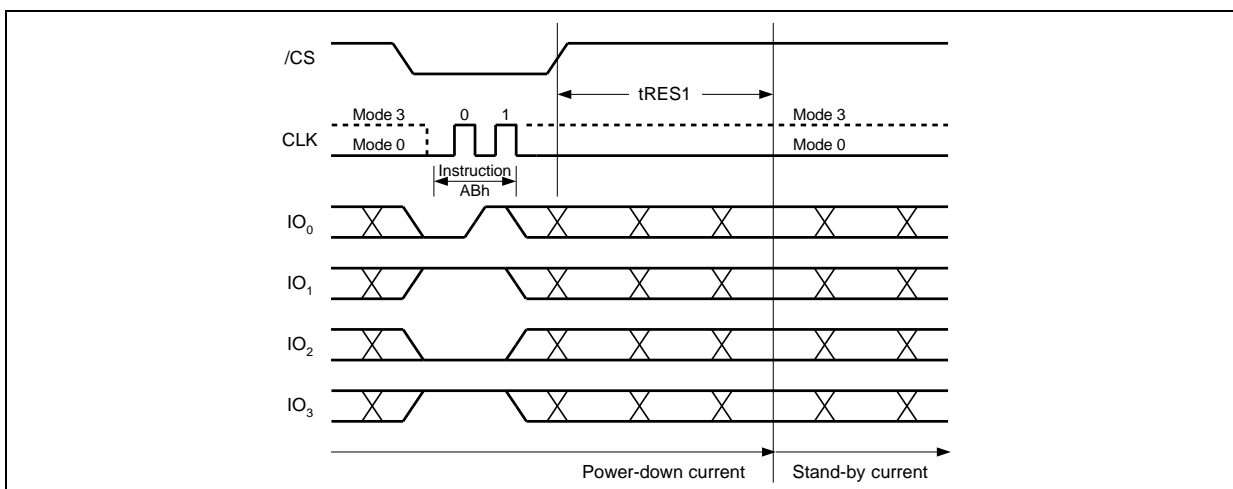 /CS
tRES1
Mode 3 0 1 Mode 3
CLK
Mode 0 Mode 0
Instruction
ABh
IO0
IO1
IO2
IO3
Power-down current Stand-by current